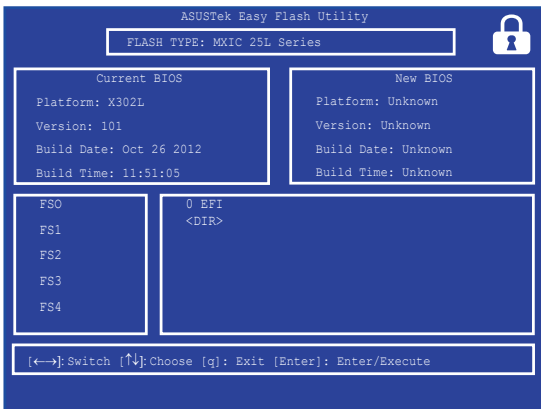 ASUSTek Easy Flash Utility
FLASH TYPE: MXIC 25L Series
Current BIOS
Platform: X302L
Version: 101
Build Date: Oct 26 2012
Build Time: 11:51:05
New BIOS
Platform: Unknown
Version: Unknown
Build Date: Unknown
Build Time: Unknown
FSO
FS1
FS2
FS3
FS4
0 EFI
<DIR>
[←→]: Switch [↑↓]: Choose [q]: Exit [Enter]: Enter/Execute